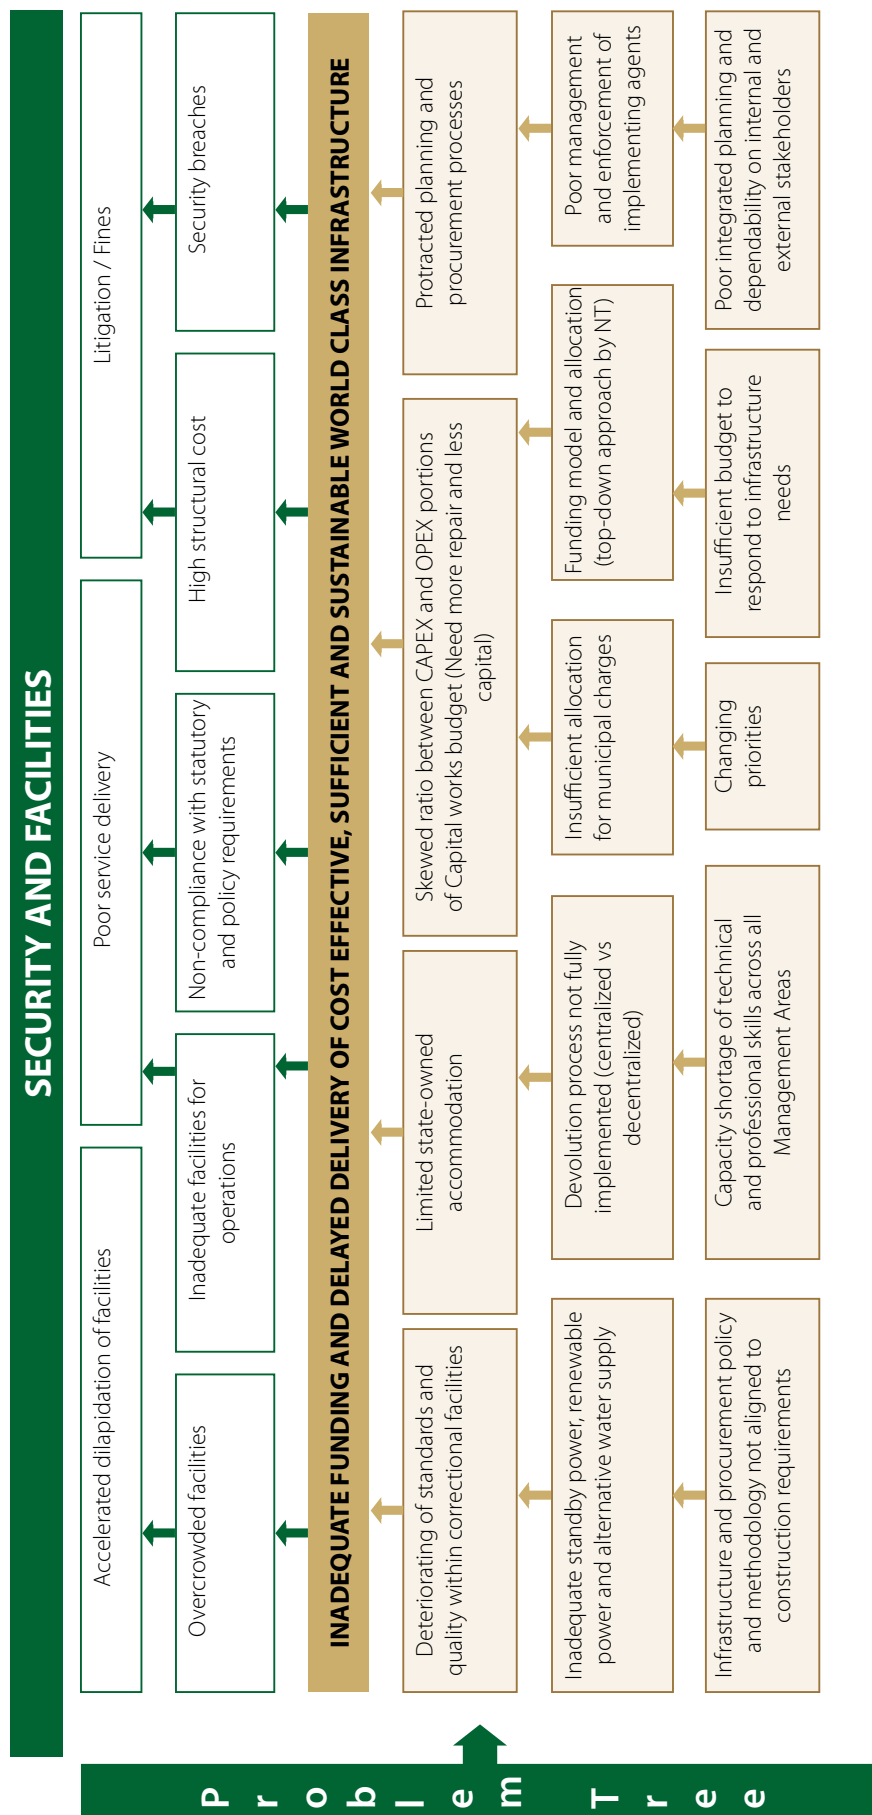 SECURITY AND FACILITIES
Problem Tree
Accelerated dilapidation of facilities
Poor service delivery
Litigation / Fines
Overcrowded facilities
Inadequate facilities for
operations
Non-compliance with statutory
and policy requirements
High structural cost
Security breaches
INADEQUATE FUNDING AND DELAYED DELIVERY OF COST EFFECTIVE, SUFFICIENT AND SUSTAINABLE WORLD CLASS INFRASTRUCTURE
Deteriorating of standards and
quality within correctional facilities
Limited state-owned
accommodation
Skewed ratio between CAPEX and OPEX portions
of Capital works budget (Need more repair and less
capital)
Protracted planning and
procurement processes
Inadequate standby power, renewable
power and alternative water supply
Devolution process not fully
implemented (centralized vs
decentralized)
Insufficient allocation
for municipal charges
Funding model and allocation
(top-down approach by NT)
Poor management
and enforcement of
implementing agents
Infrastructure and procurement policy
and methodology not aligned to
construction requirements
Capacity shortage of technical
and professional skills across all
Management Areas
Changing
priorities
Insufficient budget to
respond to infrastructure
needs
Poor integrated planning and
dependability on internal and
external stakeholders